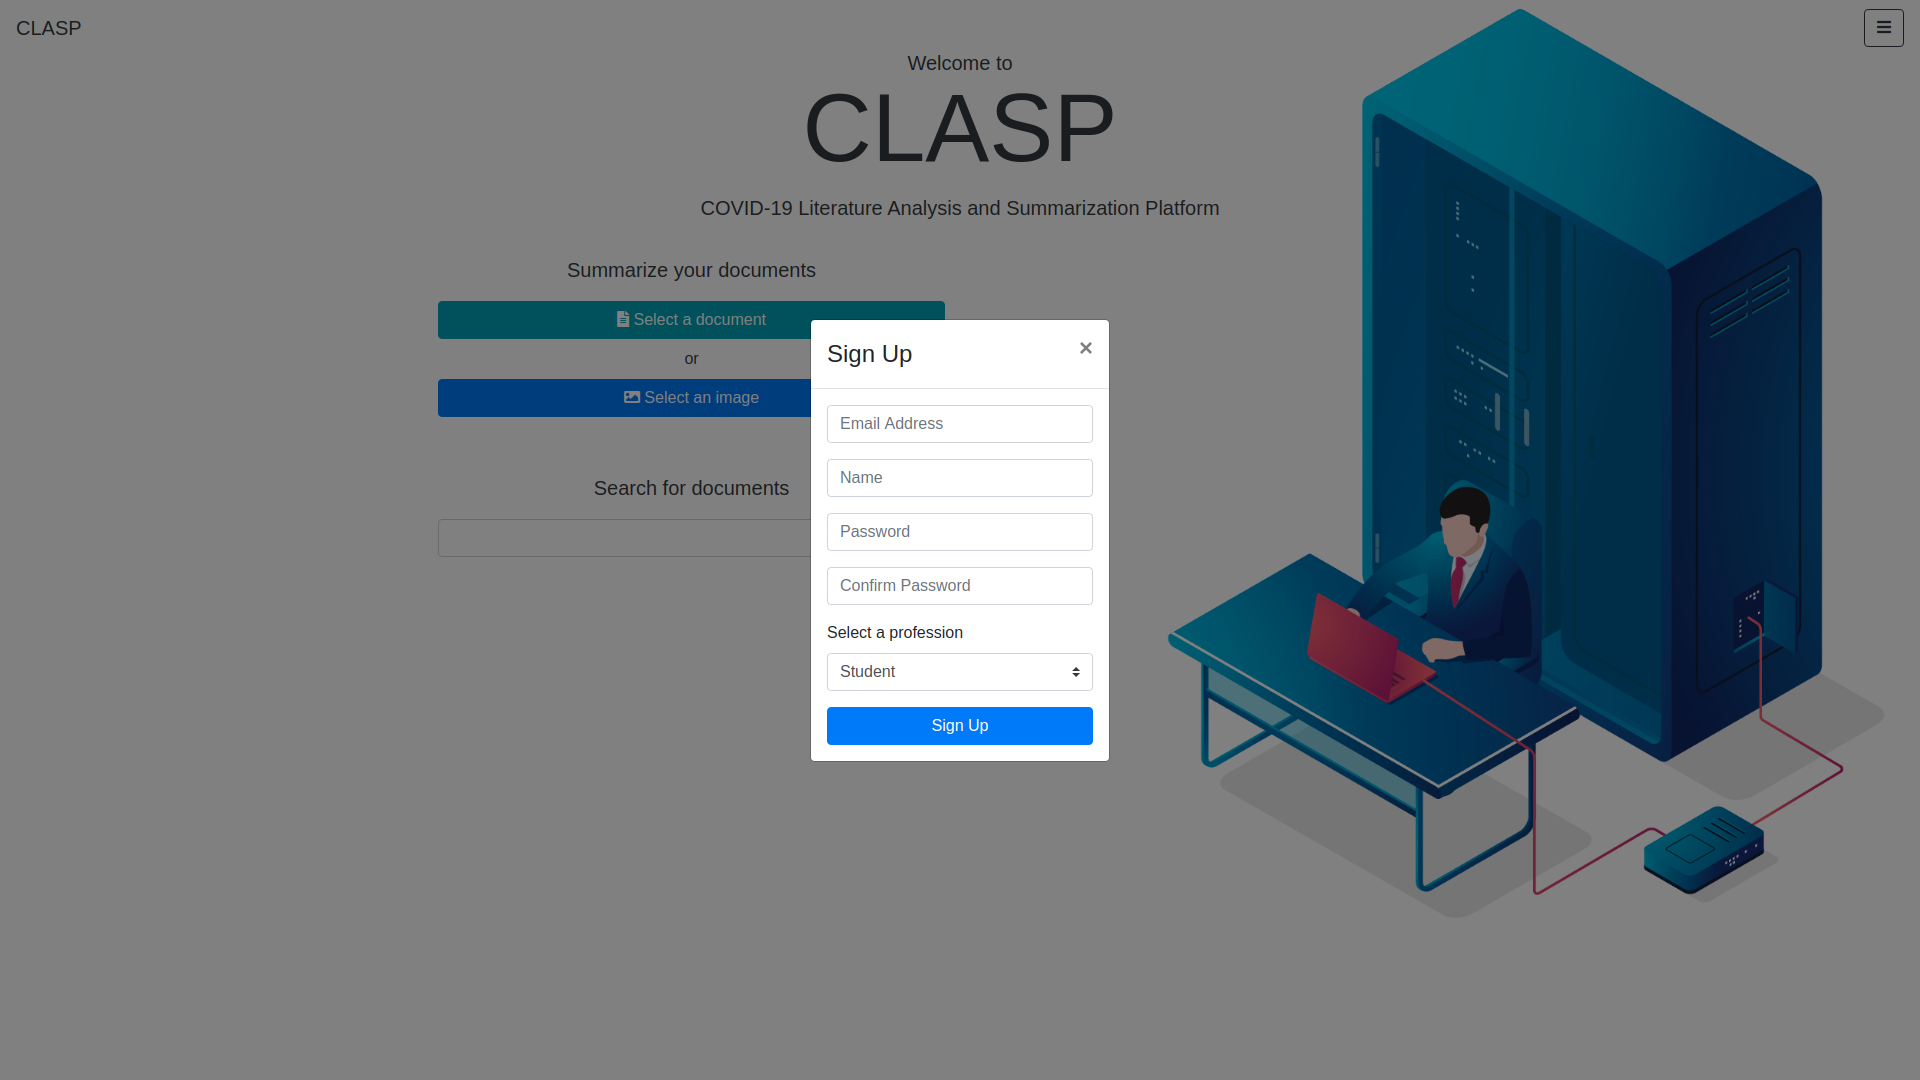 CLASP
Welcome to
CLASP
COVID-19 Literature Analysis and Summarization Platform
Summarize your documents
Select a document
or
Select an image
Search for documents
Sign Up
×
Email Address
Name
Password
Confirm Password
Select a profession
Student
Sign Up